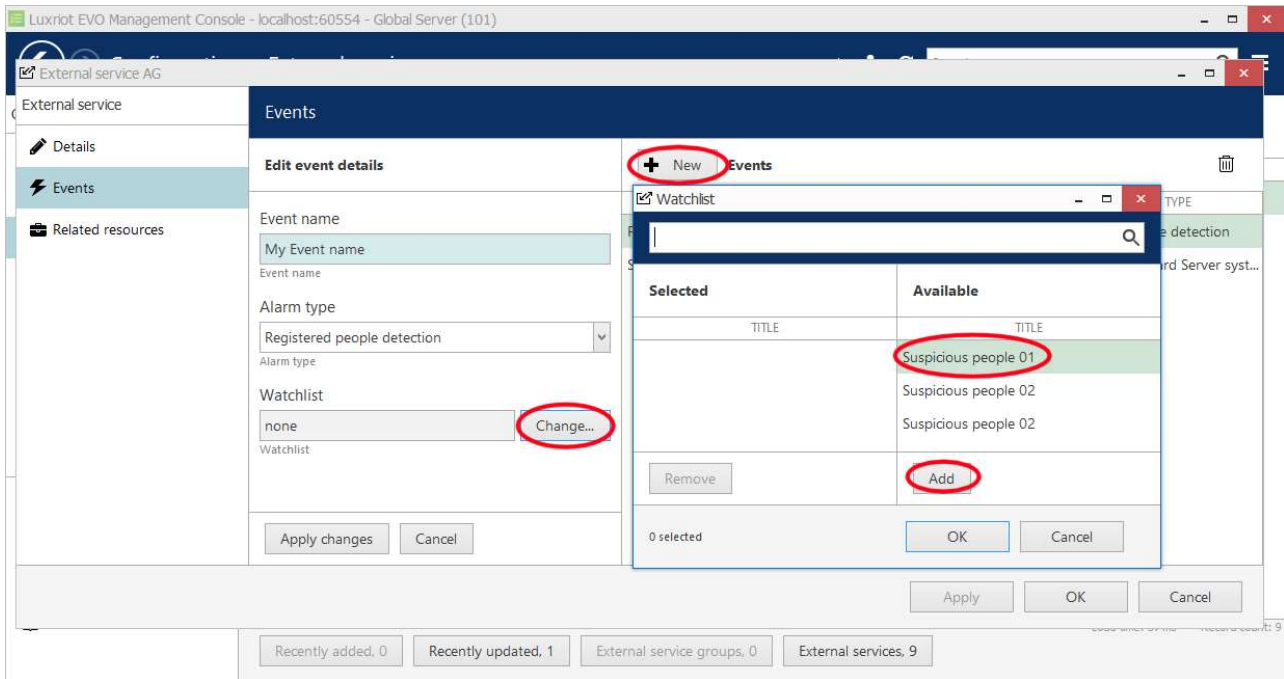 Luxriot EVO Management Console - localhost:60554 - Global Server (101)
External service AG
External service
Details
Events
Related resources
Events
Edit event details
Event name
My Event name
Event name
Alarm type
Registered people detection
Alarm type
Watchlist
none
Change...
Watchlist
Apply changes
Cancel
New
Events
TYPE
detection
Server syst...
Watchlist
Selected
Available
TITLE
TITLE
Suspicious people 01
Suspicious people 02
Suspicious people 02
Remove
Add
0 selected
OK
Cancel
Apply
OK
Cancel
Recently added, 0
Recently updated, 1
External service groups, 0
External services, 9